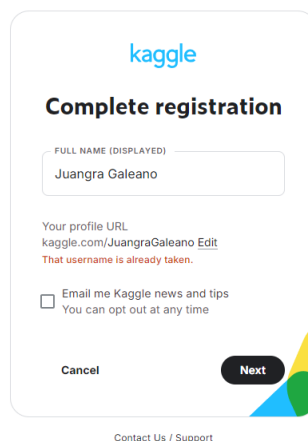 kaggle
Complete registration
FULL NAME (DISPLAYED)
Juangra Galeano
Your profile URL
kaggle.com/JuangraGaleano Edit
That username is already taken.
Email me Kaggle news and tips
You can opt out at any time
Cancel Next
Contact Us / Support